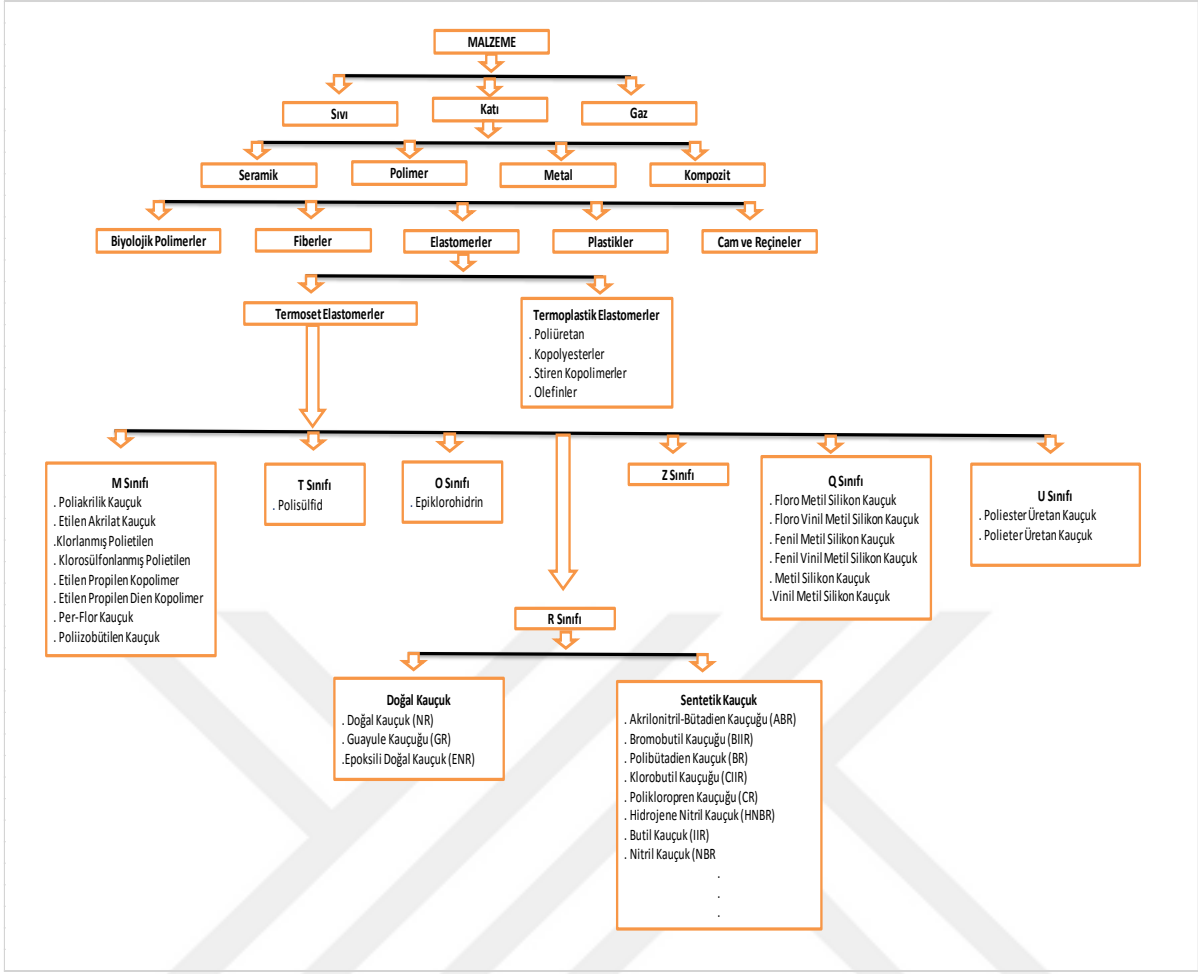 MALZEME
Sıvı
Katı
Gaz
Seramik
Polimer
Metal
Kompozit
Biyolojik Polimerler
Fiberler
Elastomerler
Plastikler
Cam ve Reçineler
Termoset Elastomerler
Termoplastik Elastomerler
. Poliüretan
. Kopolyesterler
. Stiren Kopolimerler
. Olefinler
M Sınıfı
. Poliakrilik Kauçuk
. Etilen Akrilat Kauçuk
.Klorlanmış Polietilen
. Klorosülfonlanmış Polietilen
. Etilen Propilen Kopolimer
. Etilen Propilen Dien Kopolimer
. Per-Flor Kauçuk
. Poliizobütilen Kauçuk
T Sınıfı
. Polisülfid
O Sınıfı
. Epiklorohidrin
Z Sınıfı
Q Sınıfı
. Floro Metil Silikon Kauçuk
. Floro Vinil Metil Silikon Kauçuk
. Fenil Metil Silikon Kauçuk
. Fenil Vinil Metil Silikon Kauçuk
. Metil Silikon Kauçuk
.Vinil Metil Silikon Kauçuk
U Sınıfı
. Poliester Üretan Kauçuk
. Polieter Üretan Kauçuk
R Sınıfı
Doğal Kauçuk
. Doğal Kauçuk (NR)
. Guayule Kauçuğu (GR)
.Epoksili Doğal Kauçuk (ENR)
Sentetik Kauçuk
. Akrilonitril-Bütadien Kauçuğu (ABR)
. Bromobutil Kauçuğu (BIIR)
. Polibütadien Kauçuk (BR)
. Klorobutil Kauçuğu (CIIR)
. Polikloropren Kauçuğu (CR)
. Hidrojene Nitril Kauçuk (HNBR)
. Butil Kauçuk (IIR)
. Nitril Kauçuk (NBR
.
.
.